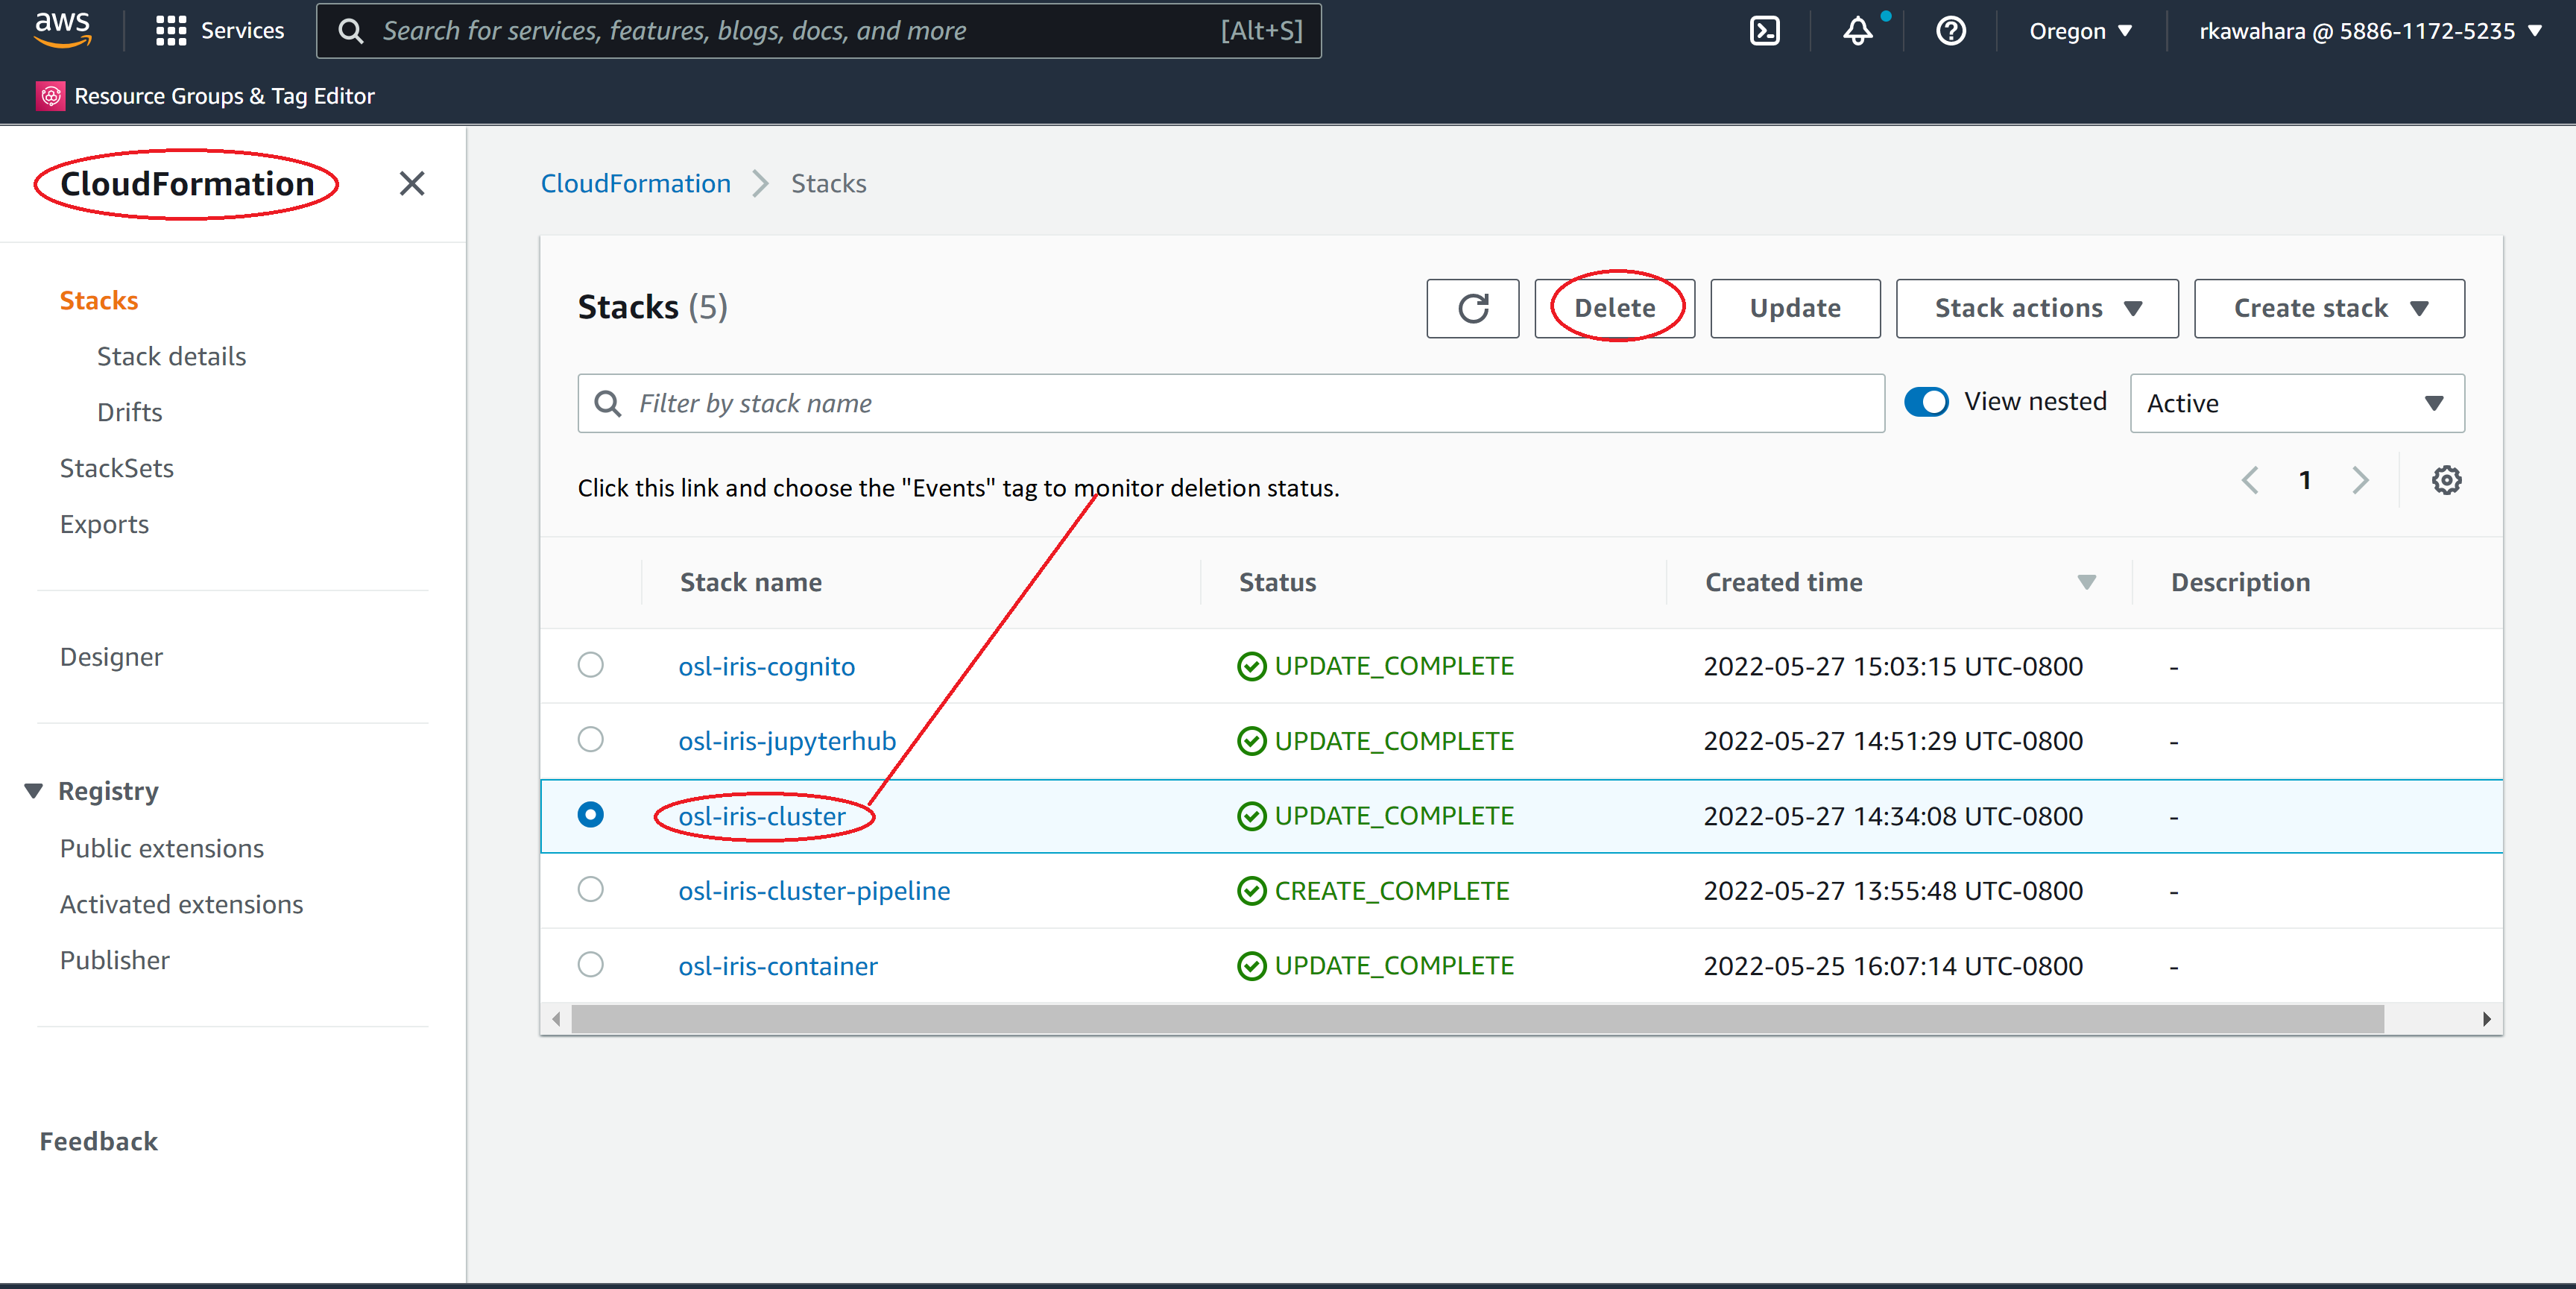 aws
Services
Search for services, features, blogs, docs, and more
[Alt+S]
Oregon
rkawahara @ 5886-1172-5235
Resource Groups & Tag Editor
CloudFormation
Stacks
Stack details
Drifts
StackSets
Exports
Designer
Registry
Public extensions
Activated extensions
Publisher
Feedback
CloudFormation > Stacks
Stacks (5)
Delete
Update
Stack actions
Create stack
Filter by stack name
View nested
Active
Click this link and choose the "Events" tag to monitor deletion status.
1
Stack name Status Created time Description
osl-iris-cognito UPDATE_COMPLETE 2022-05-27 15:03:15 UTC-0800 -
osl-iris-jupyterhub UPDATE_COMPLETE 2022-05-27 14:51:29 UTC-0800 -
osl-iris-cluster UPDATE_COMPLETE 2022-05-27 14:34:08 UTC-0800 -
osl-iris-cluster-pipeline CREATE_COMPLETE 2022-05-27 13:55:48 UTC-0800 -
osl-iris-container UPDATE_COMPLETE 2022-05-25 16:07:14 UTC-0800 -